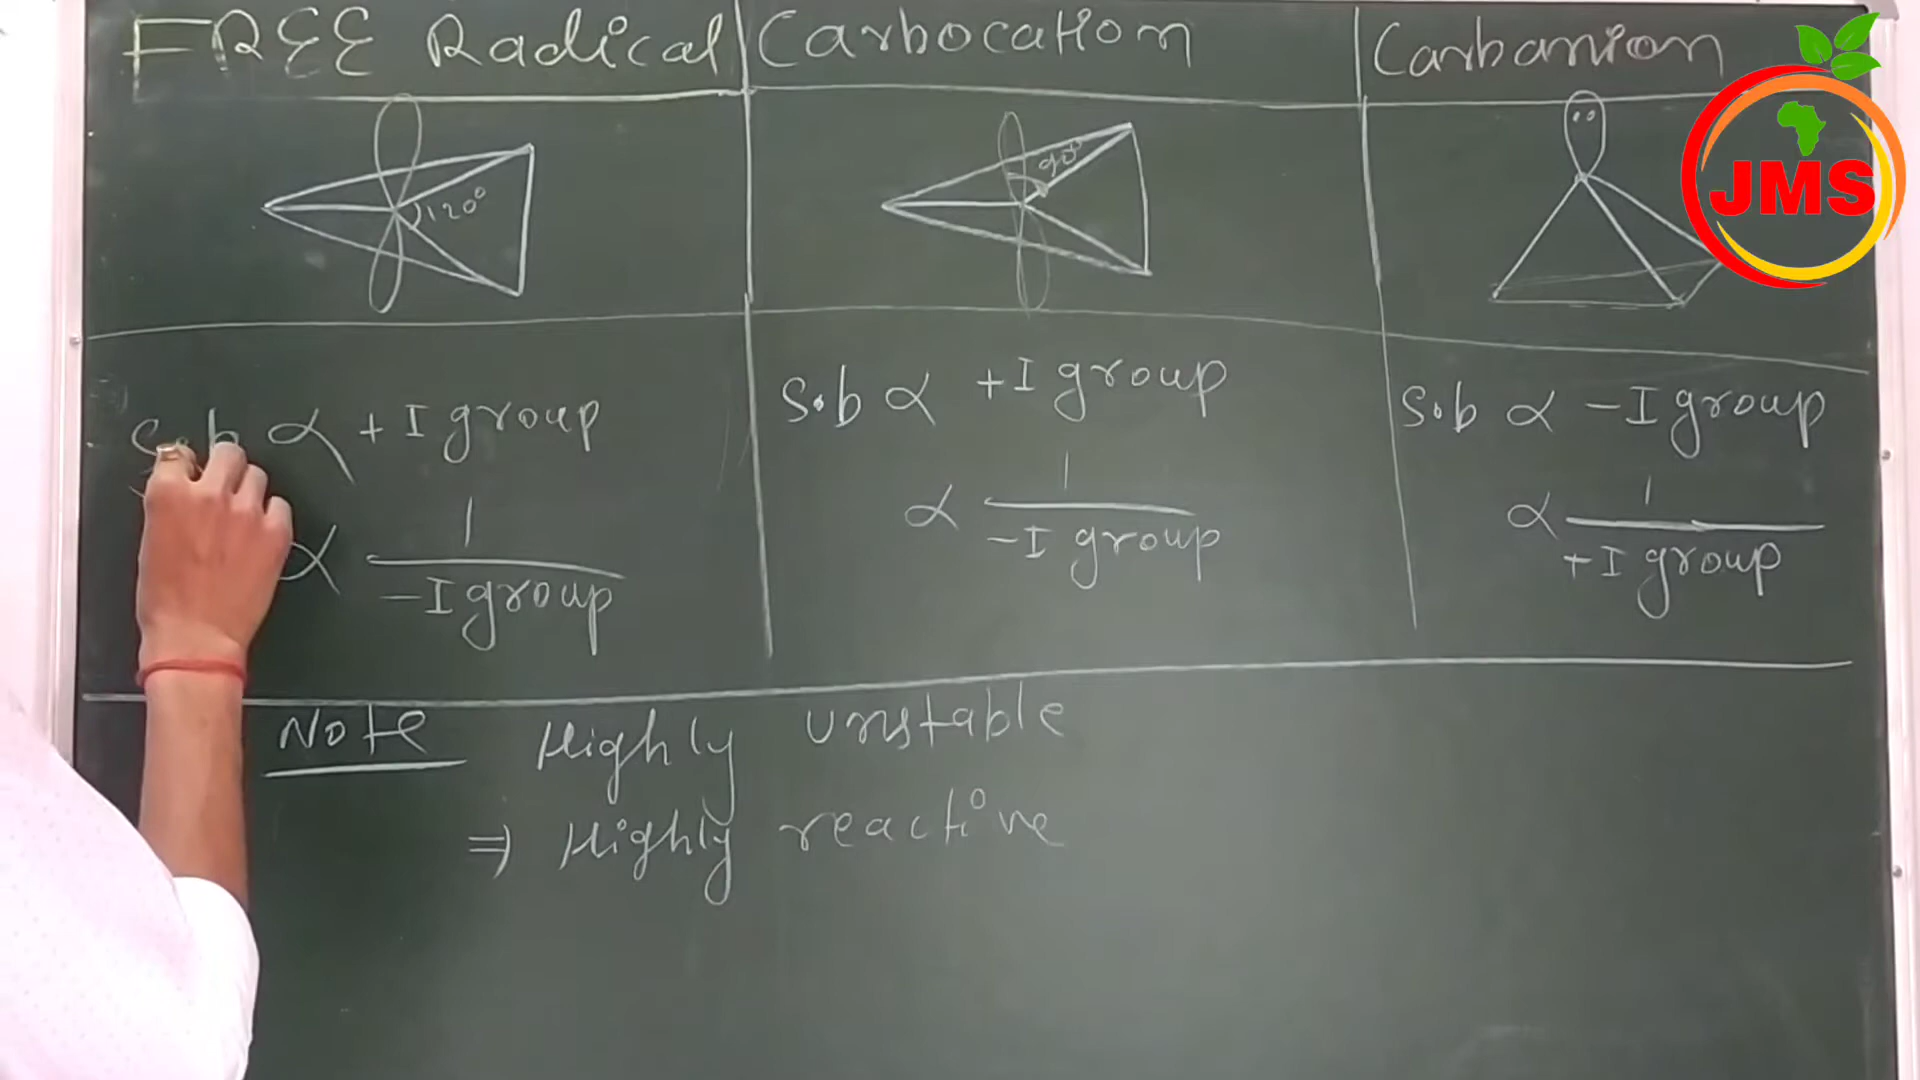 FREE Radical
Carbocation
Carbanion
120°
90°
JMS
α + I group
α 1
- I group
S.b α + I group
α 1
- I group
S.b α - I group
α 1
+ I group
Note Highly unstable
⇒ Highly reactive